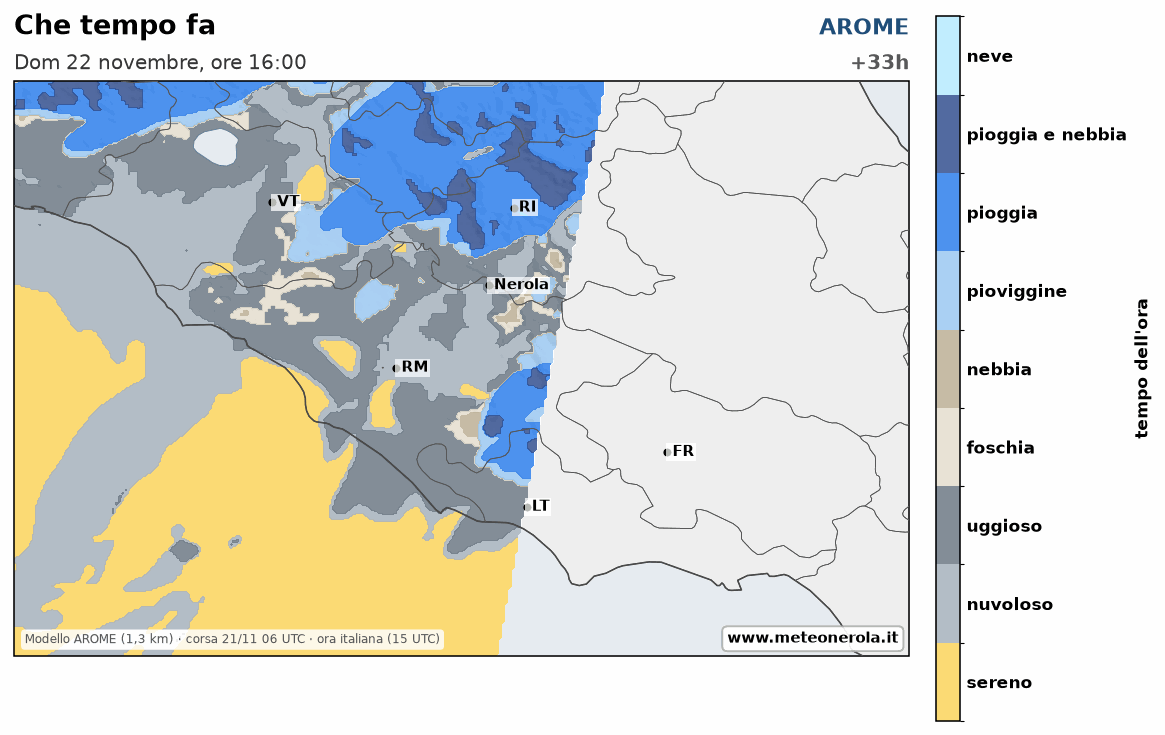 Che tempo fa
AROME
Dom 22 novembre, ore 16:00
+33h
VT
RI
Nerola
RM
FR
LT
Modello AROME (1,3 km) · corsa 21/11 06 UTC · ora italiana (15 UTC)
www.meteonerola.it
neve
pioggia e nebbia
pioggia
pioviggine
nebbia
foschia
uggioso
nuvoloso
sereno
tempo dell'ora